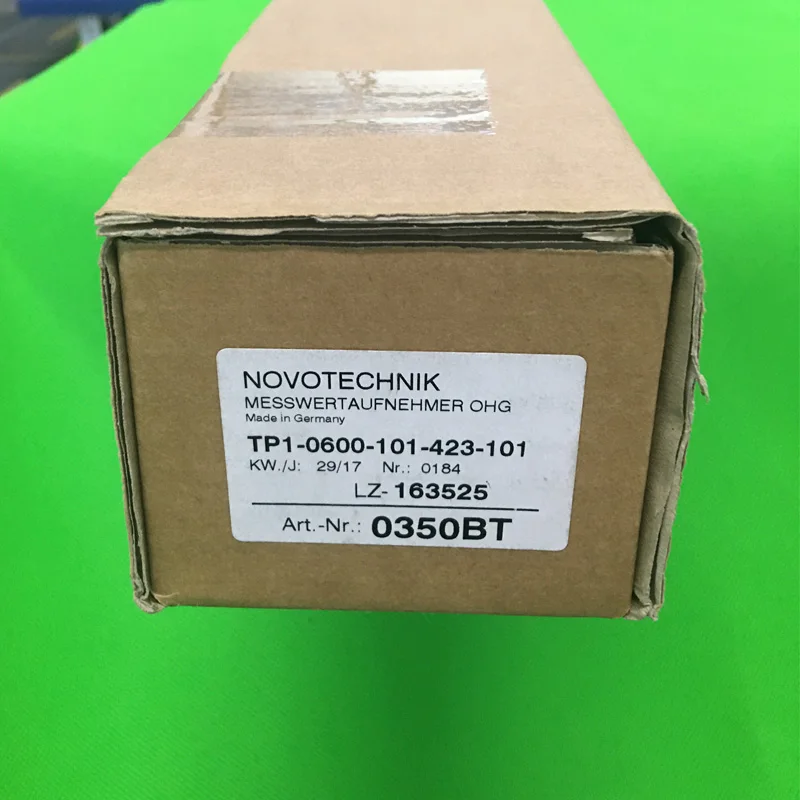 NOVOTECHNIK
MESSWERTAUFNEHMER OHG
Made in Germany
TP1-0600-101-423-101
KW./J: 29/17 Nr.: 0184
LZ-163525
Art.-Nr.: 0350BT